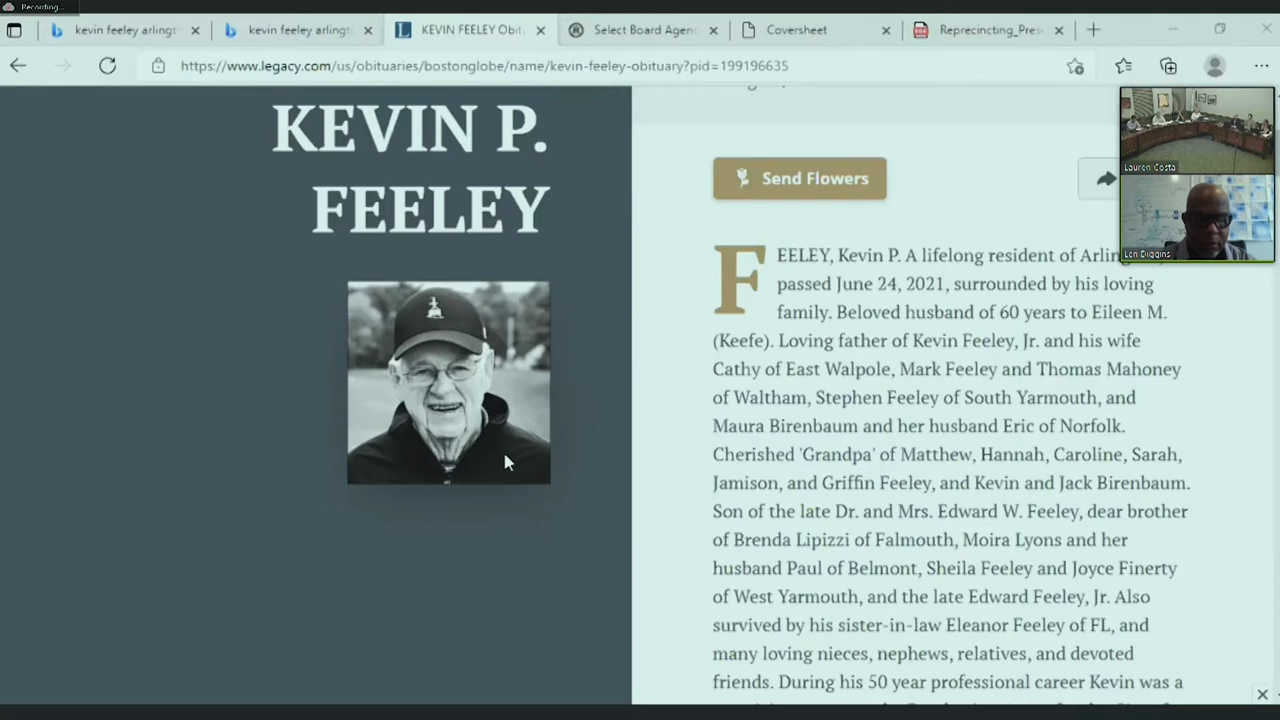 Recording...
kevin feeley arlingt
kevin feeley arlingt
KEVIN FEELEY Obitu
Select Board Agend
Coversheet
Reprecincting_Pres
https://www.legacy.com/us/obituaries/bostonglobe/name/kevin-feeley-obituary?pid=199196635
KEVIN P.
FEELEY
Send Flowers
Lauren Costa
Len Diggins
FEELEY, Kevin P. A lifelong resident of Arling
passed June 24, 2021, surrounded by his loving
family. Beloved husband of 60 years to Eileen M.
(Keefe). Loving father of Kevin Feeley, Jr. and his wife
Cathy of East Walpole, Mark Feeley and Thomas Mahoney
of Waltham, Stephen Feeley of South Yarmouth, and
Maura Birenbaum and her husband Eric of Norfolk.
Cherished 'Grandpa' of Matthew, Hannah, Caroline, Sarah,
Jamison, and Griffin Feeley, and Kevin and Jack Birenbaum.
Son of the late Dr. and Mrs. Edward W. Feeley, dear brother
of Brenda Lipizzi of Falmouth, Moira Lyons and her
husband Paul of Belmont, Sheila Feeley and Joyce Finerty
of West Yarmouth, and the late Edward Feeley, Jr. Also
survived by his sister-in-law Eleanor Feeley of FL, and
many loving nieces, nephews, relatives, and devoted
friends. During his 50 year professional career Kevin was a